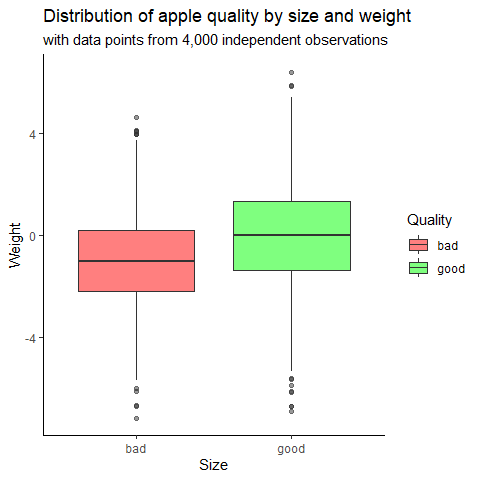 Distribution of apple quality by size and weight
with data points from 4,000 independent observations
4
0
-4
Weight
bad
good
Size
Quality
bad
good